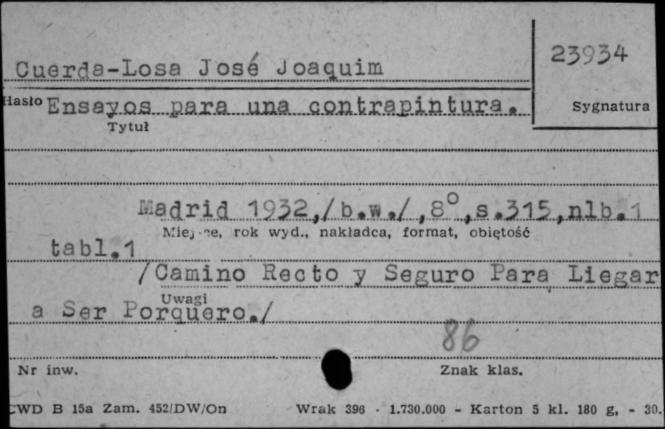 Cuerda-Losa José Joaquim
23934
Hasło Ensayos para una contrapintura.
Sygnatura
Tytuł
Madrid 1932,/b.w./,8°,s.315,nlb.1
Miejsce, rok wyd., nakładca, format, objętość
tabl.1
/Camino Recto y Seguro Para Liegar
Uwagi
a Ser Porquero./
86
Nr inw.
Znak klas.
CWD B 15a Zam. 452/DW/On Wrak 396 - 1.730.000 - Karton 5 kl. 180 g, - 30.